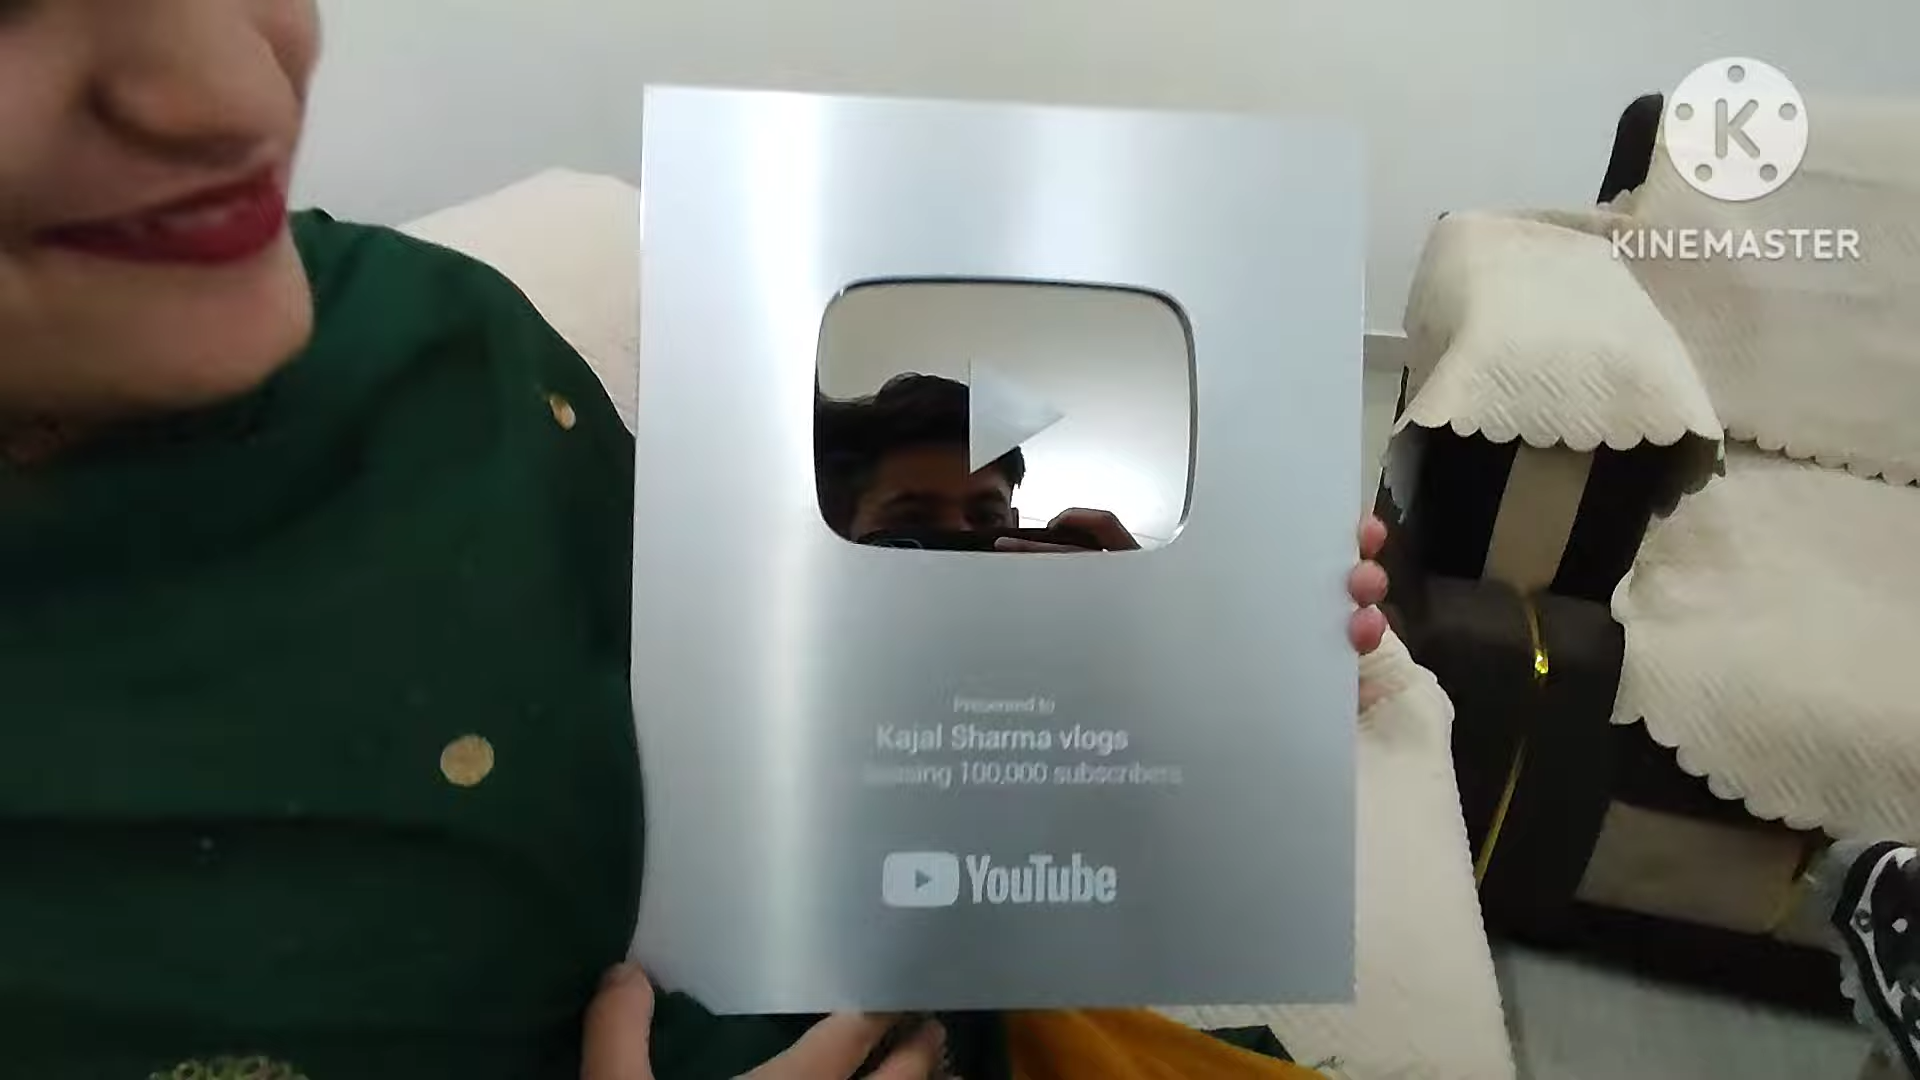 K
KINEMASTER
Presented to
Kajal Sharma vlogs
100,000 subscribers
YouTube